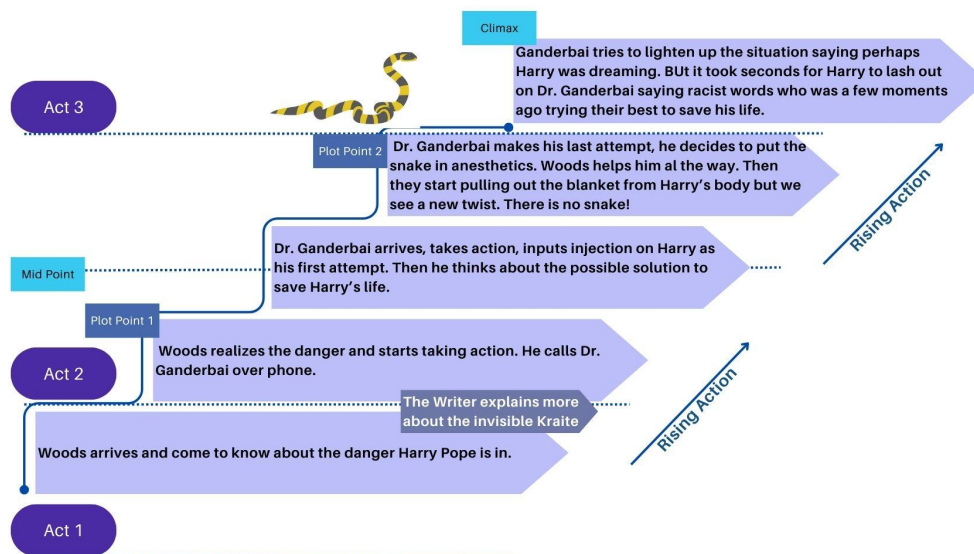 Climax
Ganderbai tries to lighten up the situation saying perhaps
Harry was dreaming. BUt it took seconds for Harry to lash out
on Dr. Ganderbai saying racist words who was a few moments
ago trying their best to save his life.
Act 3
Plot Point 2
Dr. Ganderbai makes his last attempt, he decides to put the
snake in anesthetics. Woods helps him al the way. Then
they start pulling out the blanket from Harry’s body but we
see a new twist. There is no snake!
Rising Action
Dr. Ganderbai arrives, takes action, inputs injection on Harry as
his first attempt. Then he thinks about the possible solution to
save Harry’s life.
Mid Point
Plot Point 1
Woods realizes the danger and starts taking action. He calls Dr.
Ganderbai over phone.
Act 2
Rising Action
The Writer explains more
about the invisible Kraite
Woods arrives and come to know about the danger Harry Pope is in.
Act 1